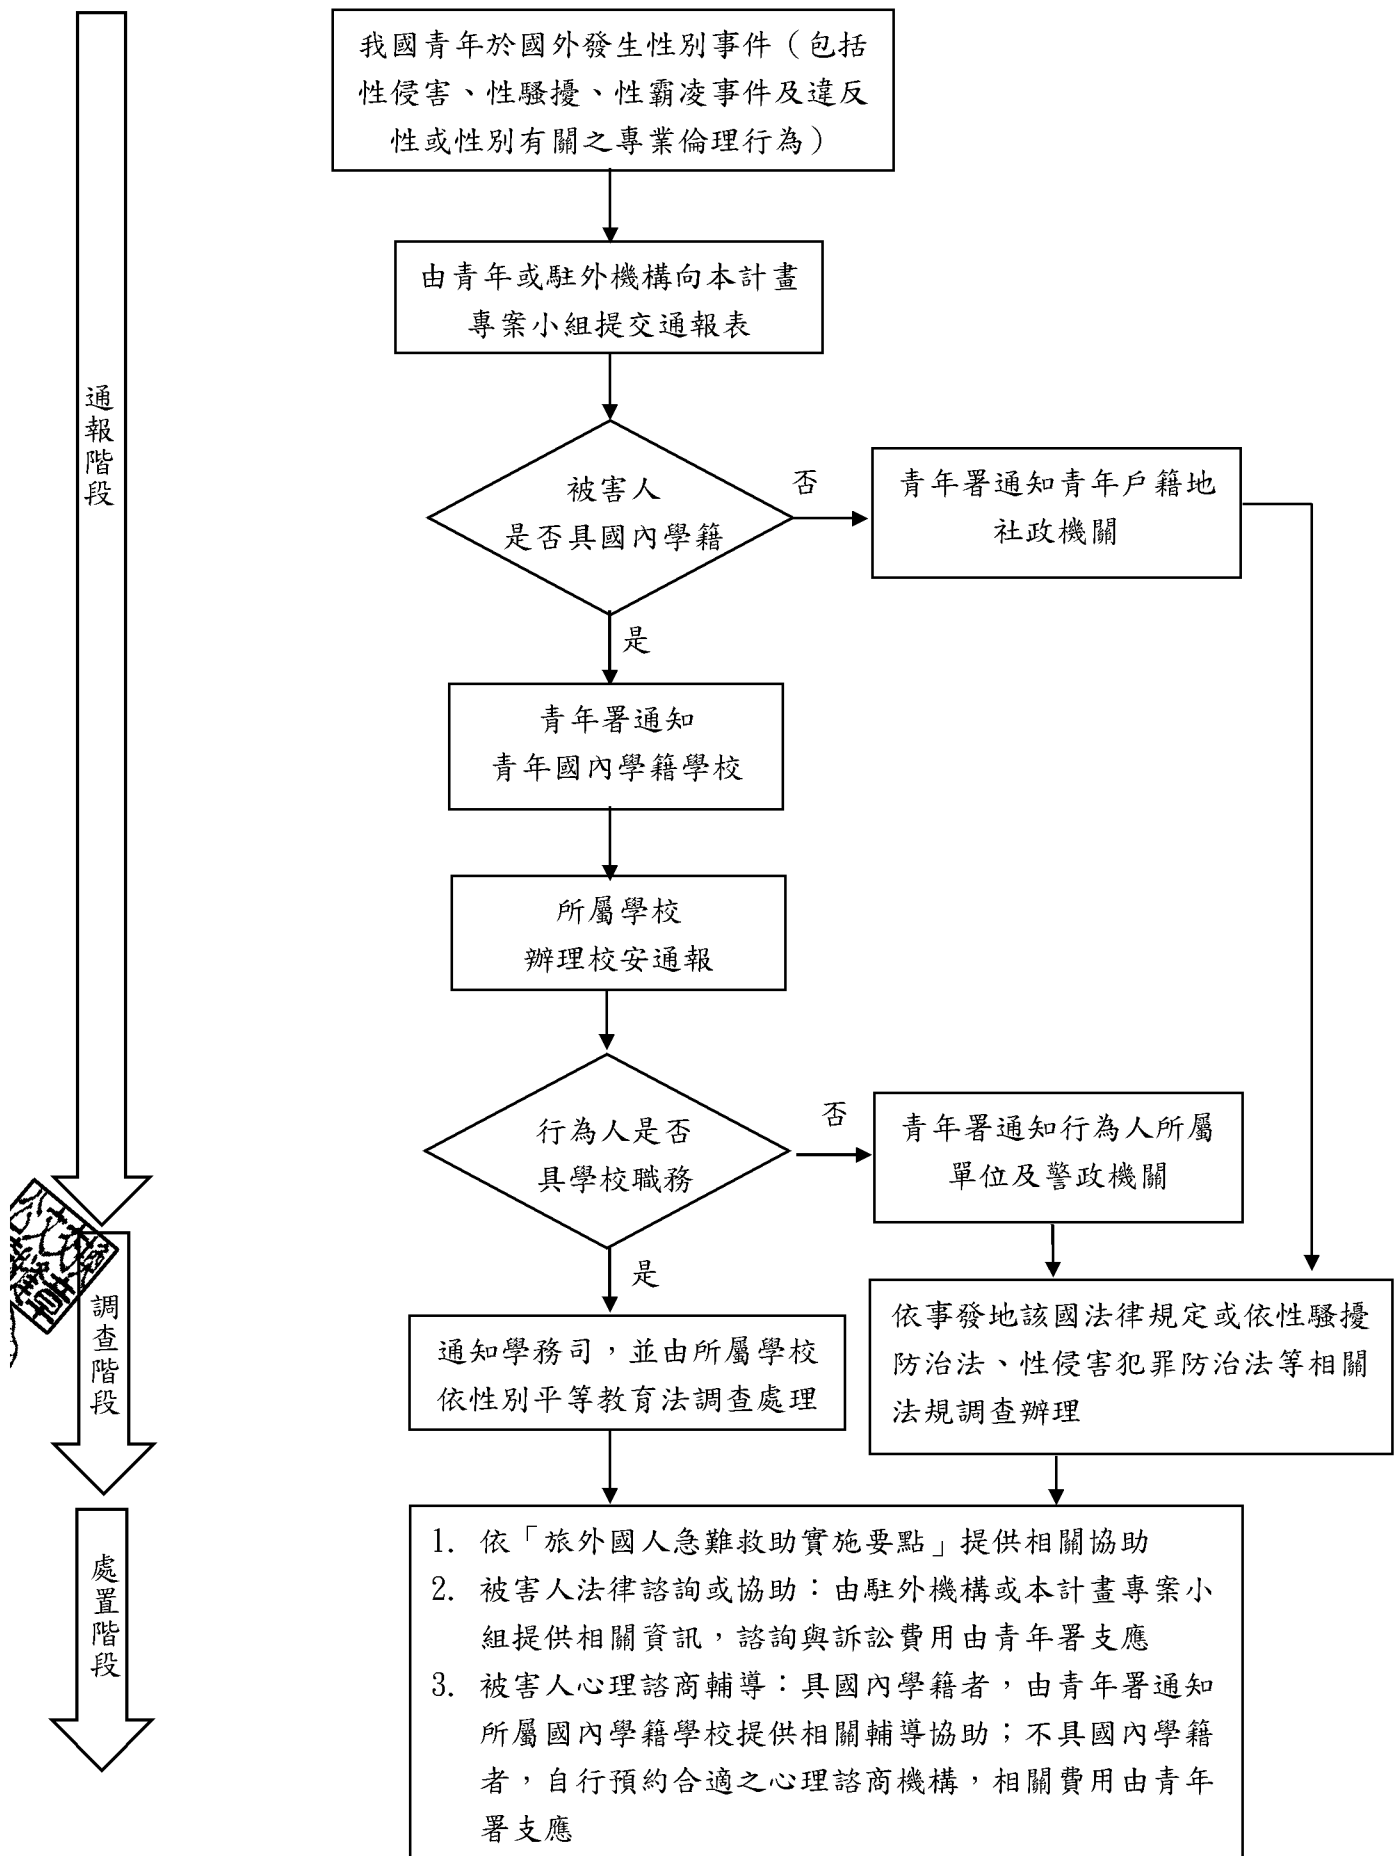 我國青年於國外發生性別事件（包括
性侵害、性騷擾、性霸凌事件及違反
性或性別有關之專業倫理行為）
由青年或駐外機構向本計畫
專案小組提交通報表
通報階段
被害人
是否具國內學籍
否
青年署通知青年戶籍地
社政機關
是
青年署通知
青年國內學籍學校
所屬學校
辦理校安通報
行為人是否
具學校職務
否
青年署通知行為人所屬
單位及警政機關
是
調查階段
通知學務司，並由所屬學校
依性別平等教育法調查處理
依事發地該國法律規定或依性騷擾
防治法、性侵害犯罪防治法等相關
法規調查辦理
處置階段
1. 依「旅外國人急難救助實施要點」提供相關協助
2. 被害人法律諮詢或協助：由駐外機構或本計畫專案小
組提供相關資訊，諮詢與訴訟費用由青年署支應
3. 被害人心理諮商輔導：具國內學籍者，由青年署通知
所屬國內學籍學校提供相關輔導協助；不具國內學籍
者，自行預約合適之心理諮商機構，相關費用由青年
署支應